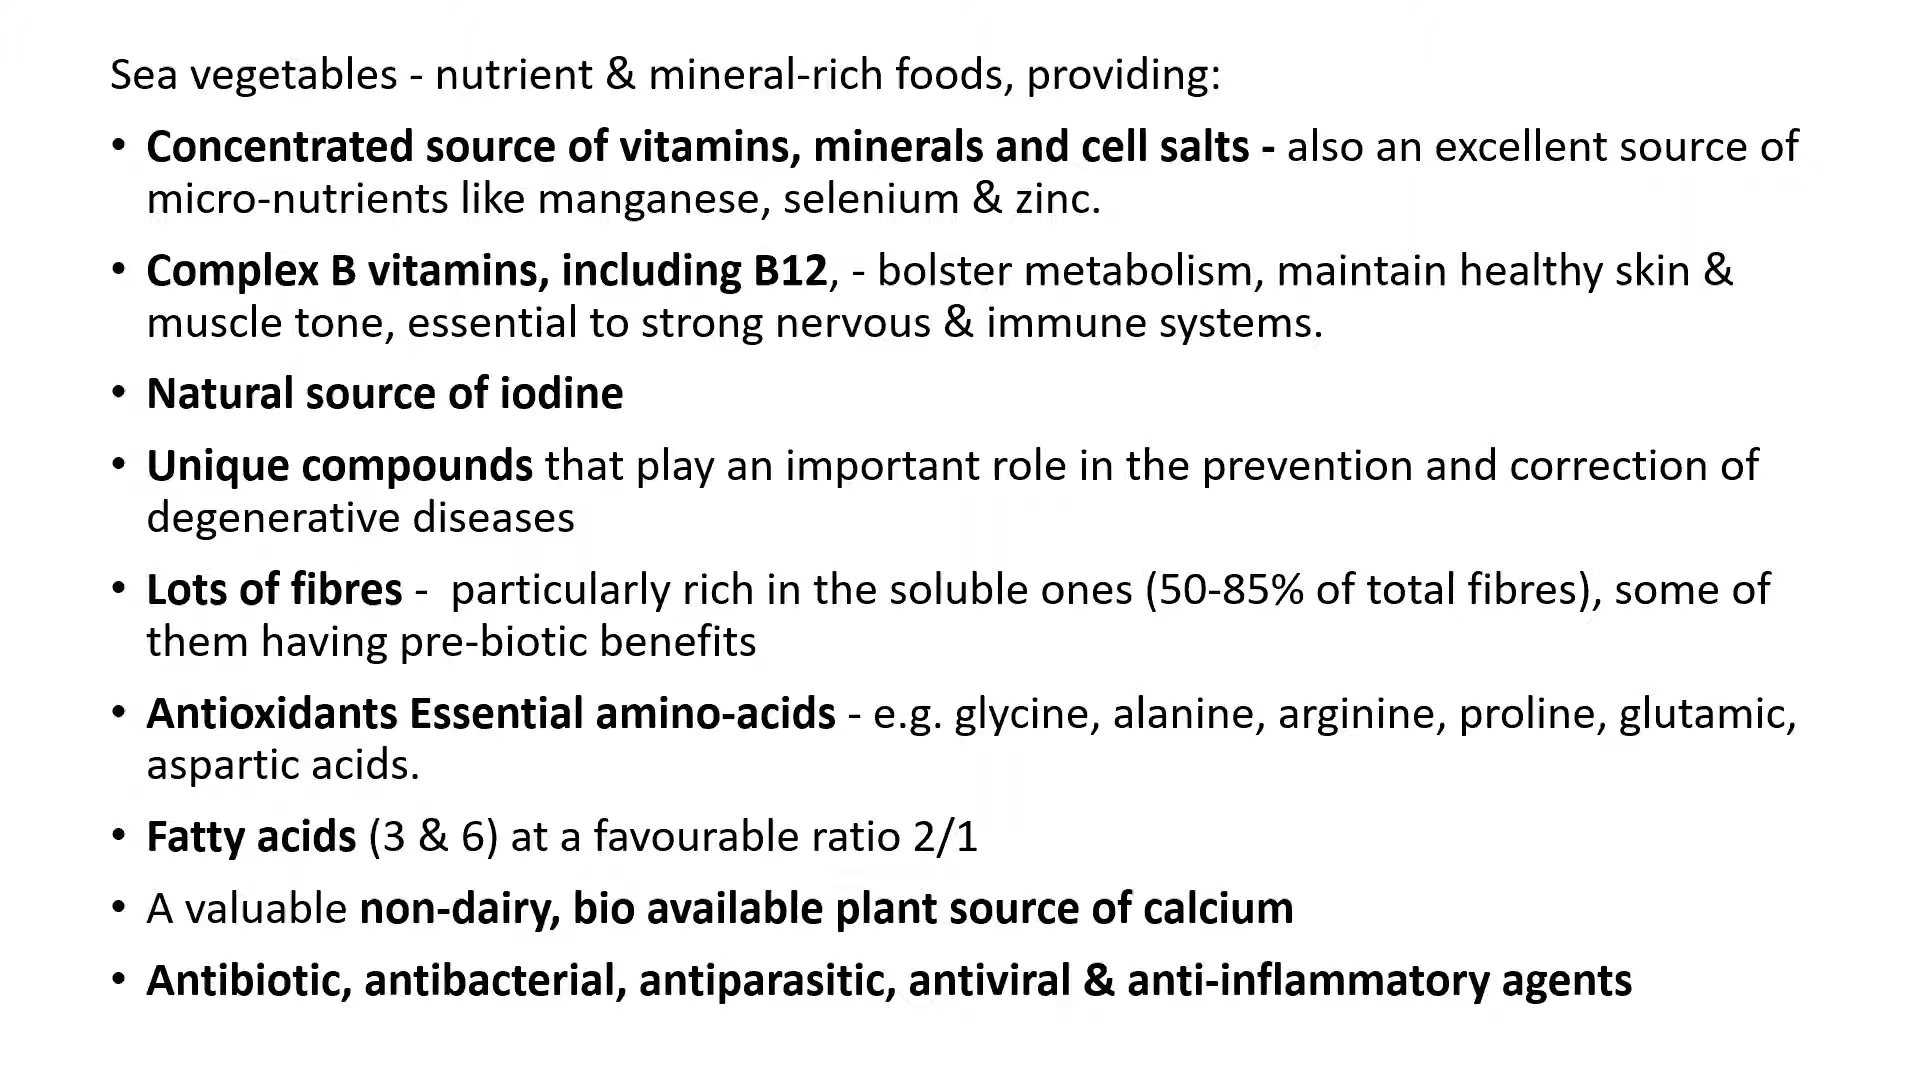 Sea vegetables - nutrient & mineral-rich foods, providing:
• Concentrated source of vitamins, minerals and cell salts - also an excellent source of
micro-nutrients like manganese, selenium & zinc.
• Complex B vitamins, including B12, - bolster metabolism, maintain healthy skin &
muscle tone, essential to strong nervous & immune systems.
• Natural source of iodine
• Unique compounds that play an important role in the prevention and correction of
degenerative diseases
• Lots of fibres -  particularly rich in the soluble ones (50-85% of total fibres), some of
them having pre-biotic benefits
• Antioxidants Essential amino-acids - e.g. glycine, alanine, arginine, proline, glutamic,
aspartic acids.
• Fatty acids (3 & 6) at a favourable ratio 2/1
• A valuable non-dairy, bio available plant source of calcium
• Antibiotic, antibacterial, antiparasitic, antiviral & anti-inflammatory agents